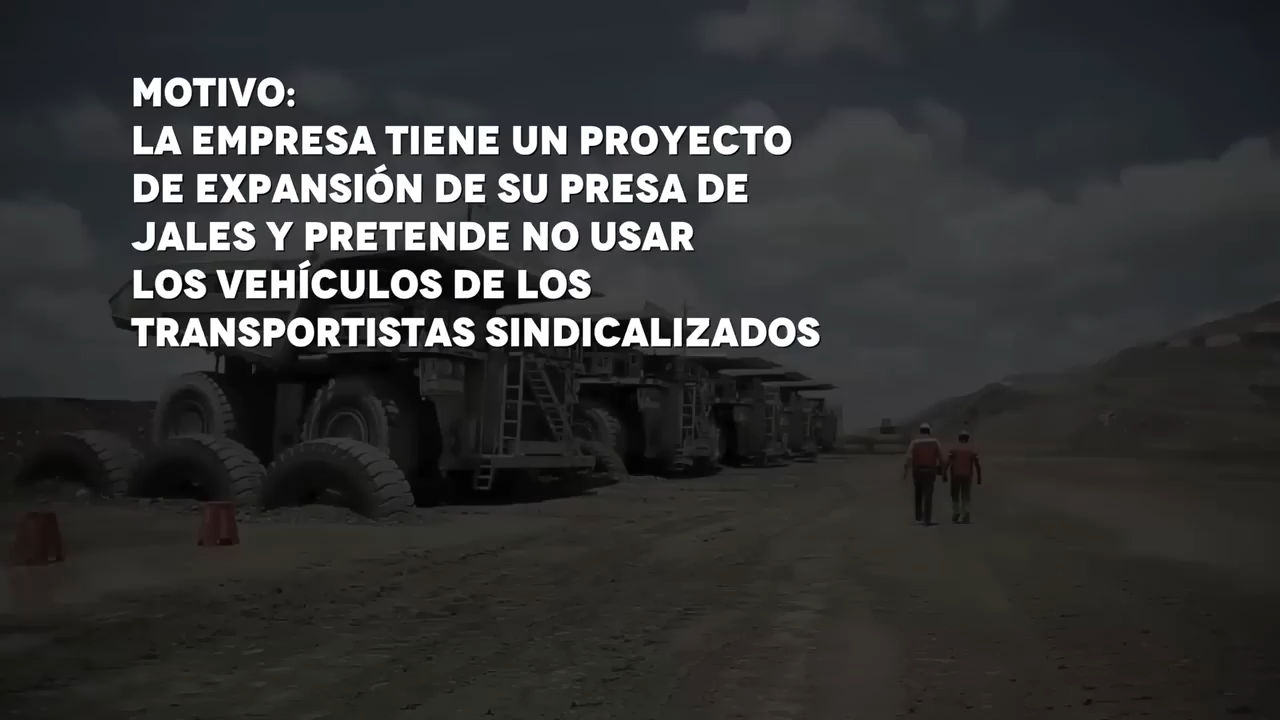 MOTIVO:
LA EMPRESA TIENE UN PROYECTO
DE EXPANSIÓN DE SU PRESA DE
JALES Y PRETENDE NO USAR
LOS VEHÍCULOS DE LOS
TRANSPORTISTAS SINDICALIZADOS